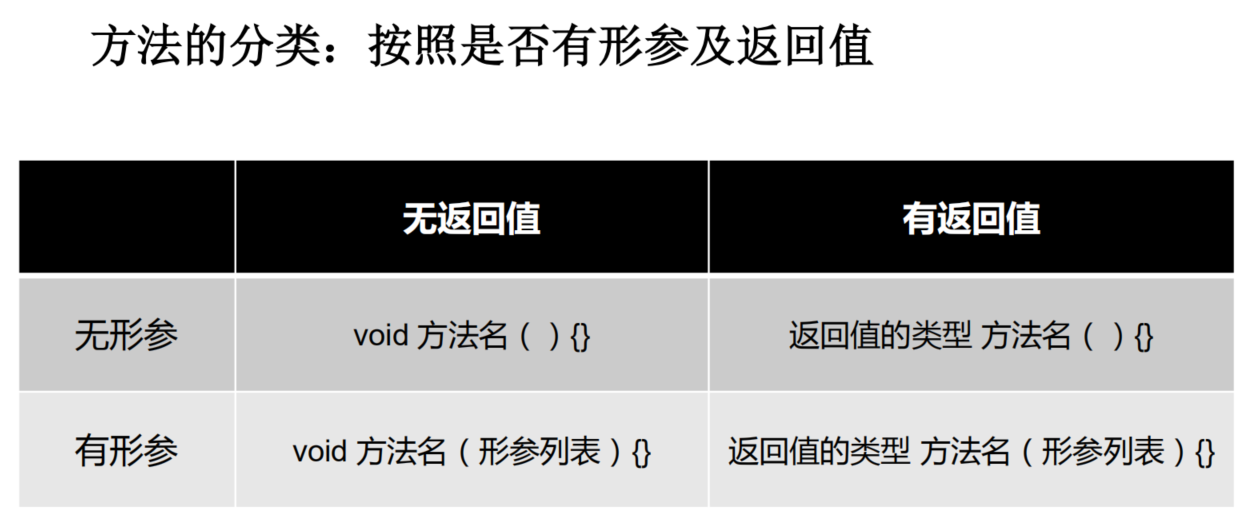 方法的分类：按照是否有形参及返回值
无返回值 有返回值
无形参 void 方法名（ ）{} 返回值的类型 方法名（ ）{}
有形参 void 方法名（形参列表）{} 返回值的类型 方法名（形参列表）{}